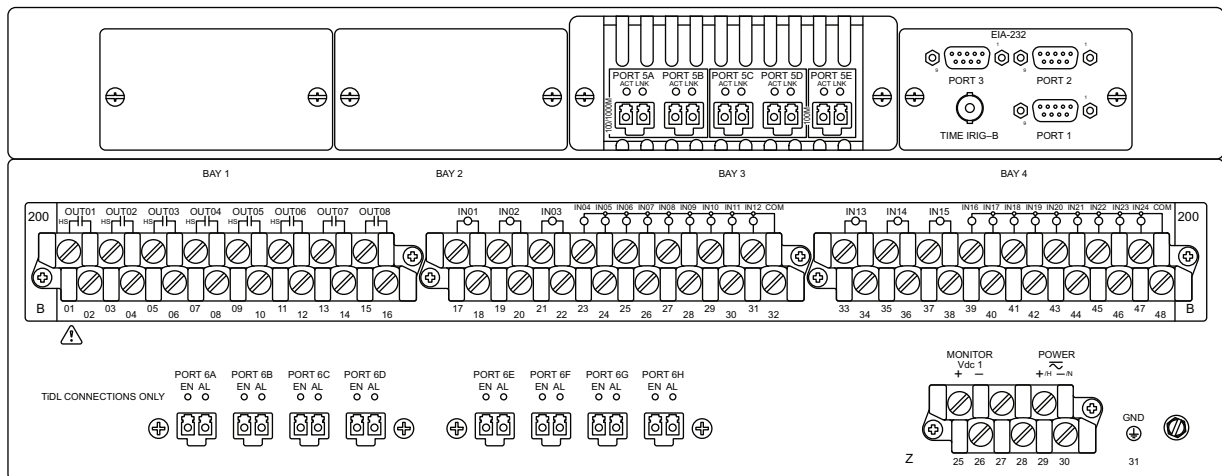 EIA-232
PORT 5A PORT 5B PORT 5C PORT 5D PORT 5E
ACT LNK ACT LNK ACT LNK ACT LNK ACT LNK
100/1000M
100M
9 1 9 1
PORT 3 PORT 2
9 1
TIME IRIG–B PORT 1
BAY 1 BAY 2 BAY 3 BAY 4
200 OUT01 OUT02 OUT03 OUT04 OUT05 OUT06 OUT07 OUT08 IN01 IN02 IN03 IN04 IN05 IN06 IN07 IN08 IN09 IN10 IN11 IN12 COM IN13 IN14 IN15 IN16 IN17 IN18 IN19 IN20 IN21 IN22 IN23 IN24 COM 200
HS HS HS HS HS HS
B 01 02 03 04 05 06 07 08 09 10 11 12 13 14 15 16 17 18 19 20 21 22 23 24 25 26 27 28 29 30 31 32 33 34 35 36 37 38 39 40 41 42 43 44 45 46 47 48 B
MONITOR POWER
Vdc 1
+ – +/H –/N
PORT 6A PORT 6B PORT 6C PORT 6D PORT 6E PORT 6F PORT 6G PORT 6H
EN AL EN AL EN AL EN AL EN AL EN AL EN AL EN AL
TiDL CONNECTIONS ONLY
GND
Z 25 26 27 28 29 30 31